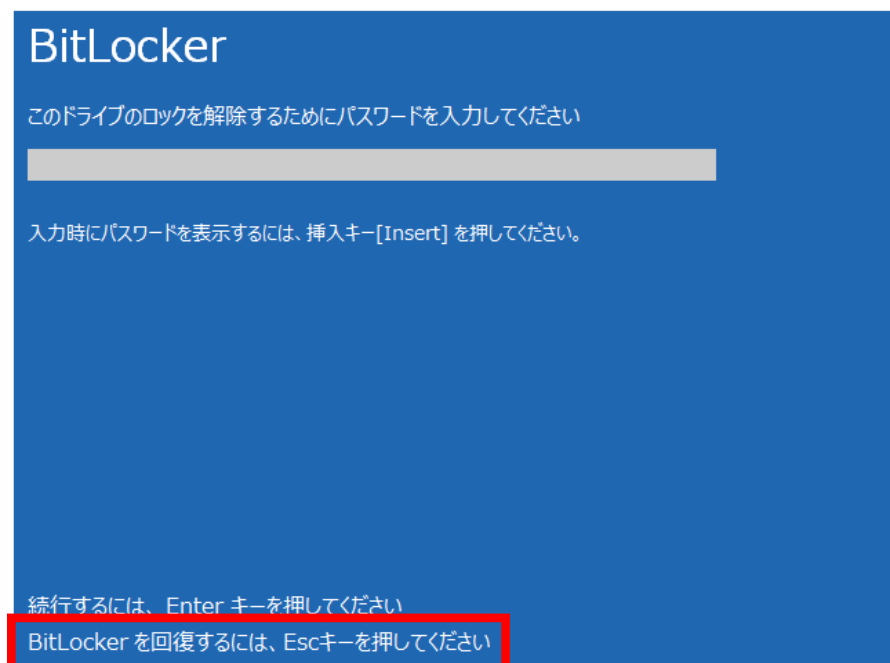 BitLocker
このドライブのロックを解除するためにパスワードを入力してください
入力時にパスワードを表示するには、挿入キー[Insert] を押してください。
続行するには、Enter キーを押してください
BitLocker を回復するには、Escキーを押してください